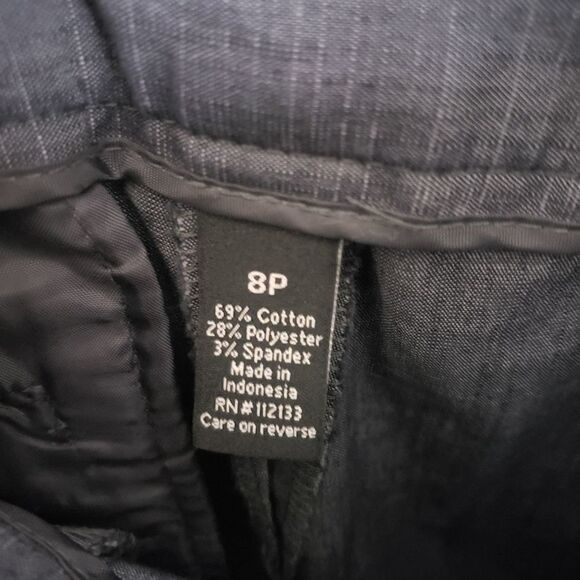 8P
69% Cotton
28% Polyester
3% Spandex
Made in
Indonesia
RN#112133
Care on reverse